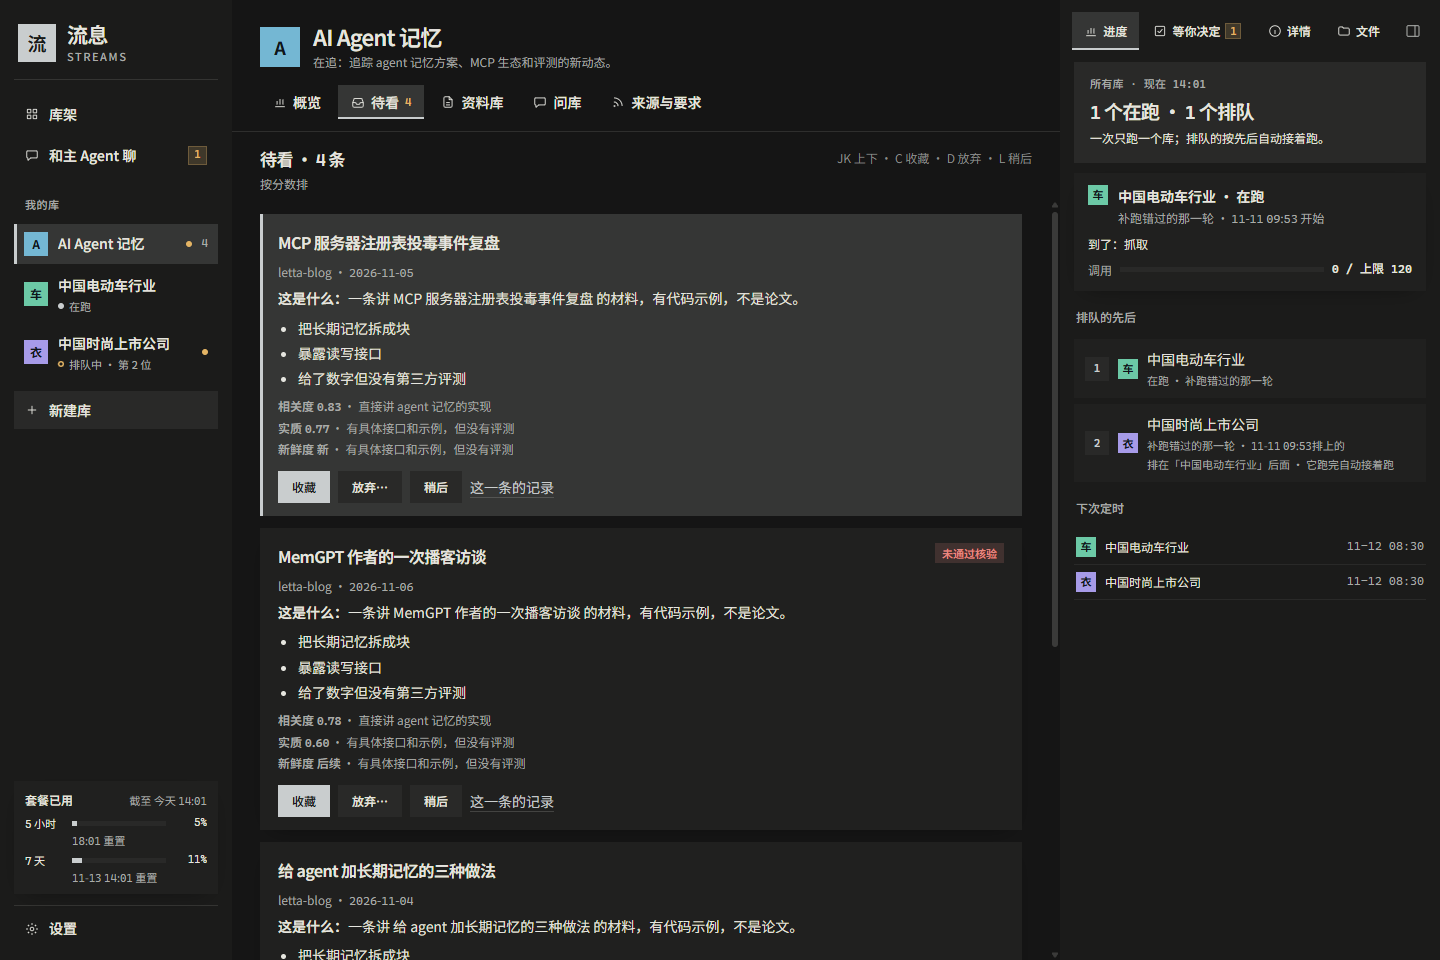 流
流息
STREAMS
库架
和主 Agent 聊
1
我的库
A
AI Agent 记忆
4
车
中国电动车行业
在跑
衣
中国时尚上市公司
排队中 · 第 2 位
新建库
套餐已用
截至 今天 14:01
5 小时
5%
18:01 重置
7 天
11%
11-13 14:01 重置
设置
A
AI Agent 记忆
在追：追踪 agent 记忆方案、MCP 生态和评测的新动态。
概览
待看 4
资料库
问库
来源与要求
待看 · 4 条
JK 上下 · C 收藏 · D 放弃 · L 稍后
按分数排
MCP 服务器注册表投毒事件复盘
letta-blog · 2026-11-05
这是什么：一条讲 MCP 服务器注册表投毒事件复盘 的材料，有代码示例，不是论文。
• 把长期记忆拆成块
• 暴露读写接口
• 给了数字但没有第三方评测
相关度 0.83 · 直接讲 agent 记忆的实现
实质 0.77 · 有具体接口和示例，但没有评测
新鲜度 新 · 有具体接口和示例，但没有评测
收藏
放弃…
稍后
这一条的记录
MemGPT 作者的一次播客访谈
未通过核验
letta-blog · 2026-11-06
这是什么：一条讲 MemGPT 作者的一次播客访谈 的材料，有代码示例，不是论文。
• 把长期记忆拆成块
• 暴露读写接口
• 给了数字但没有第三方评测
相关度 0.78 · 直接讲 agent 记忆的实现
实质 0.60 · 有具体接口和示例，但没有评测
新鲜度 后续 · 有具体接口和示例，但没有评测
收藏
放弃…
稍后
这一条的记录
给 agent 加长期记忆的三种做法
letta-blog · 2026-11-04
这是什么：一条讲 给 agent 加长期记忆的三种做法 的材料，有代码示例，不是论文。
• 把长期记忆拆成块
进度
等你决定 1
详情
文件
所有库 · 现在 14:01
1 个在跑 · 1 个排队
一次只跑一个库；排队的按先后自动接着跑。
车
中国电动车行业 · 在跑
补跑错过的那一轮 · 11-11 09:53 开始
到了：抓取
调用
0 / 上限 120
排队的先后
1
车
中国电动车行业
在跑 · 补跑错过的那一轮
2
衣
中国时尚上市公司
补跑错过的那一轮 · 11-11 09:53排上的
排在「中国电动车行业」后面 · 它跑完自动接着跑
下次定时
车
中国电动车行业
11-12 08:30
衣
中国时尚上市公司
11-12 08:30